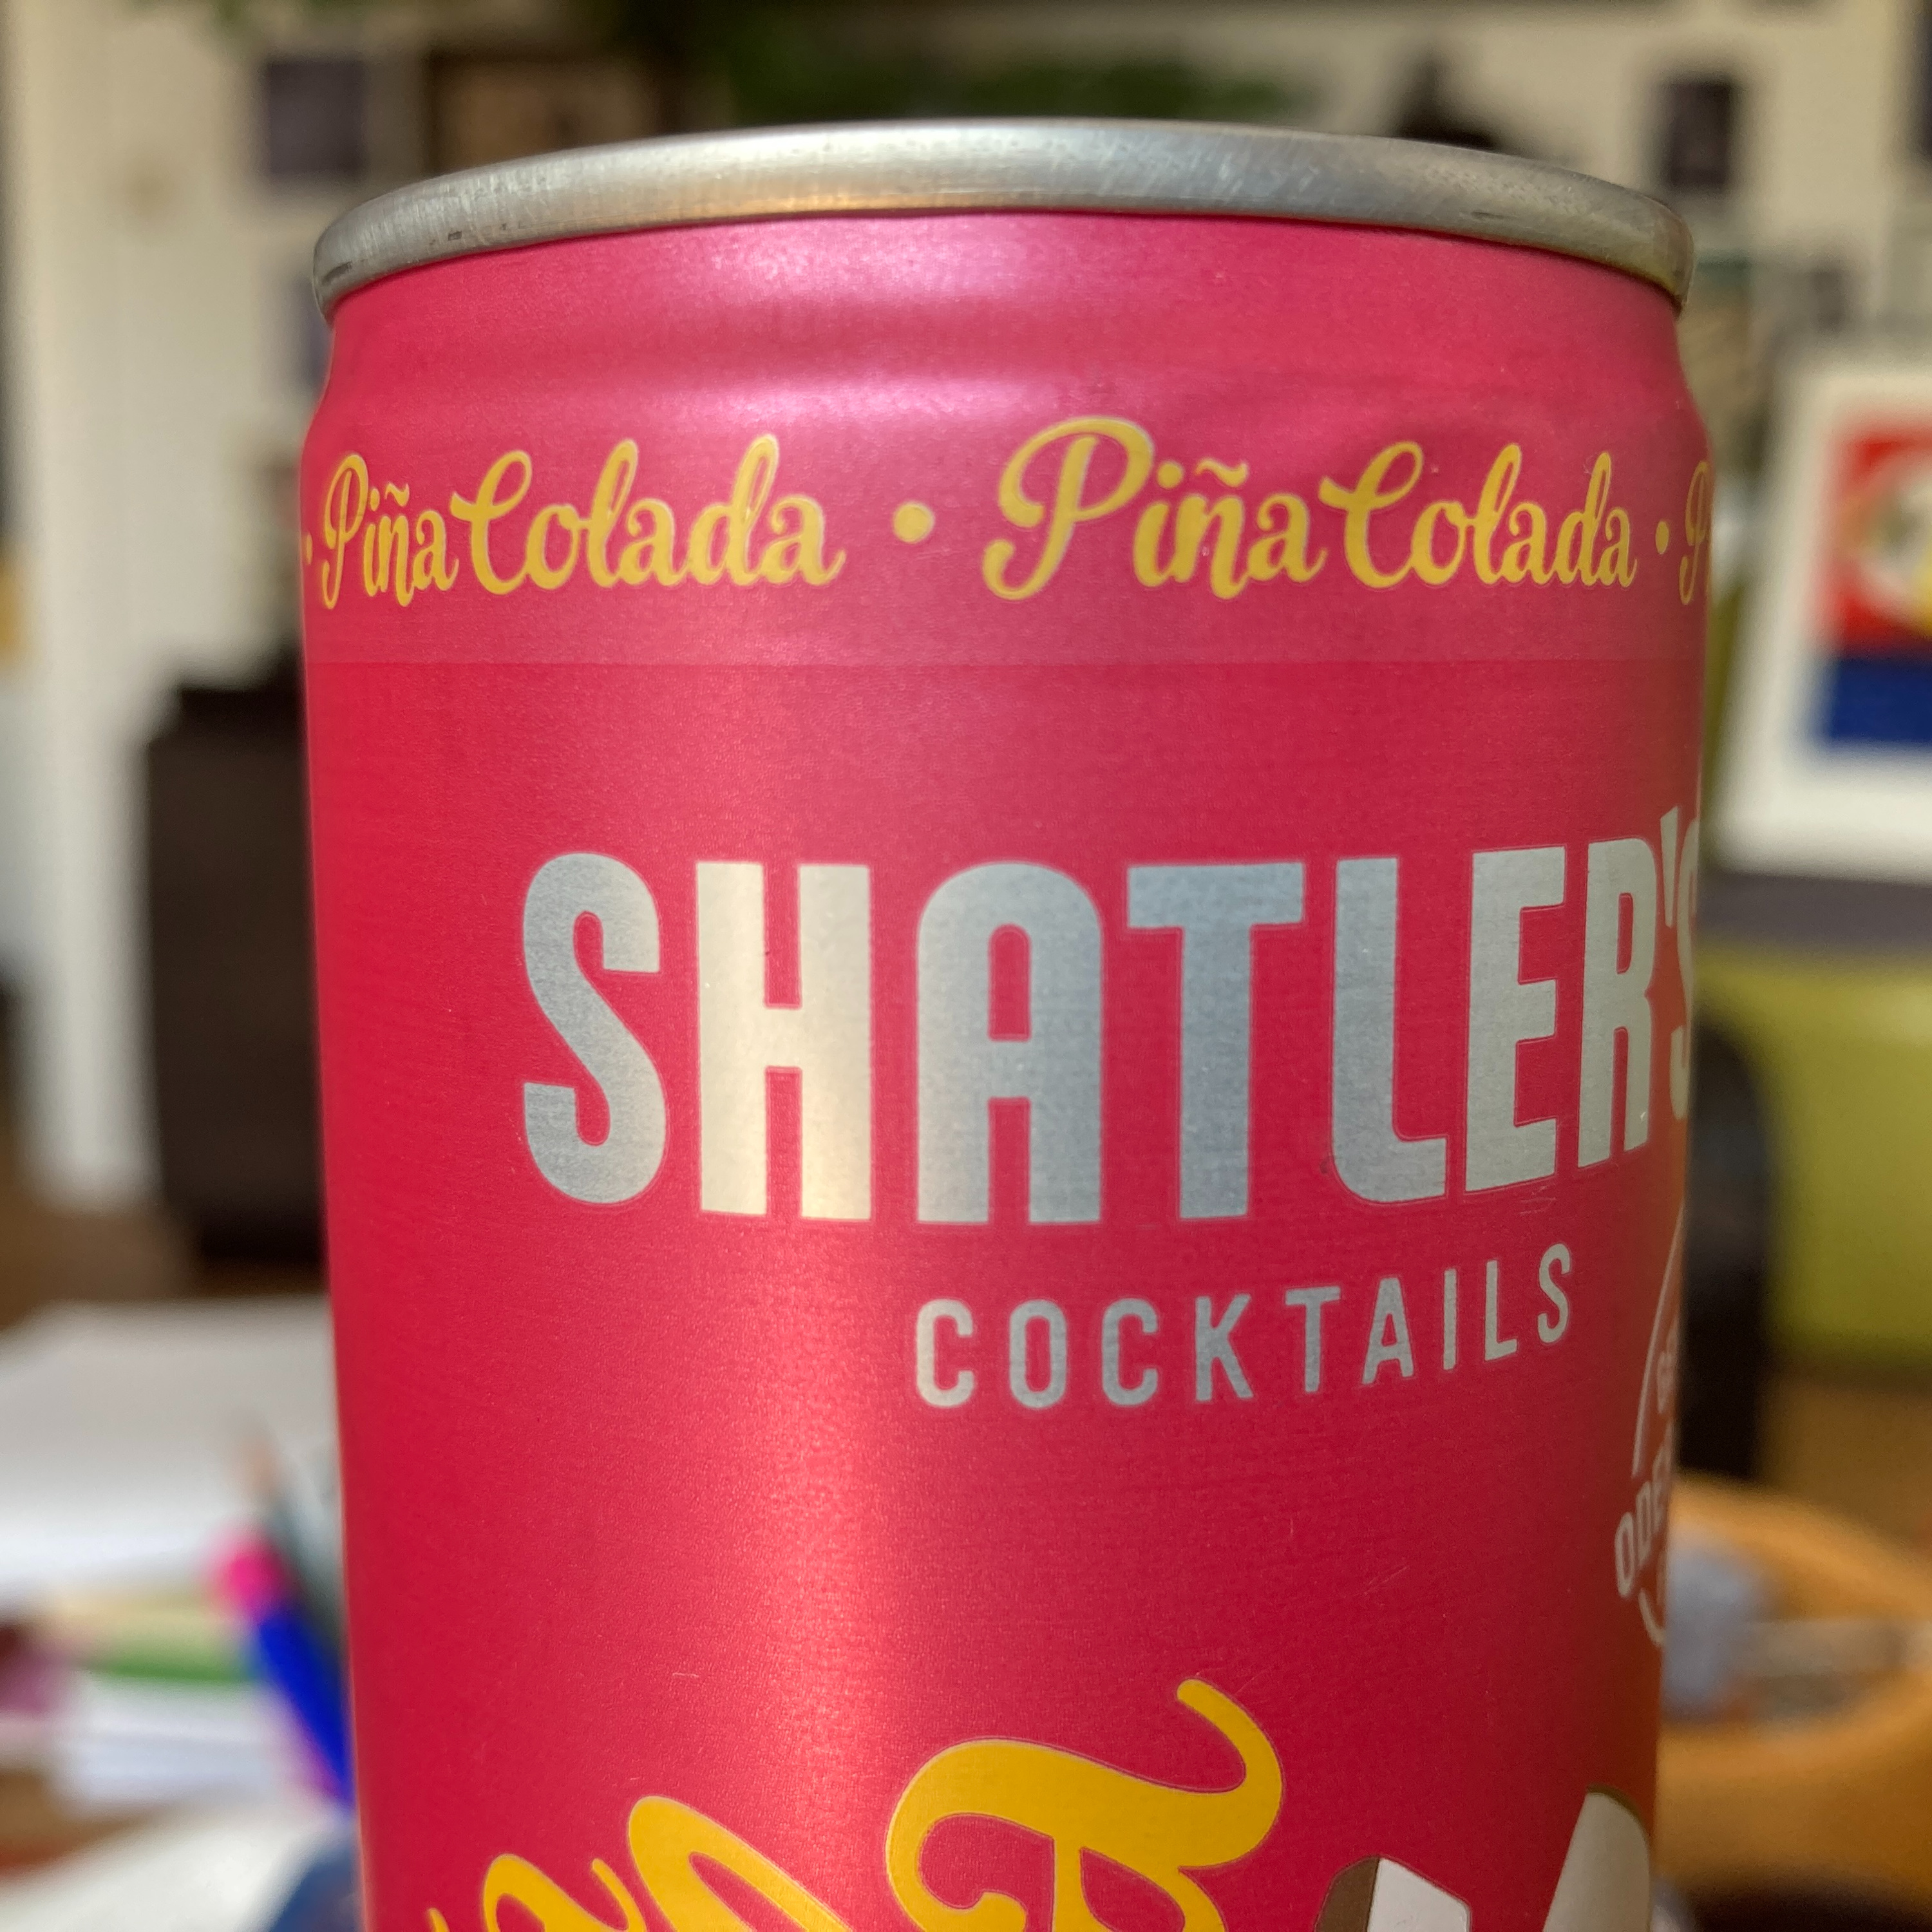 · Piña Colada · Piña Colada ·
SHATLER'S
COCKTAILS